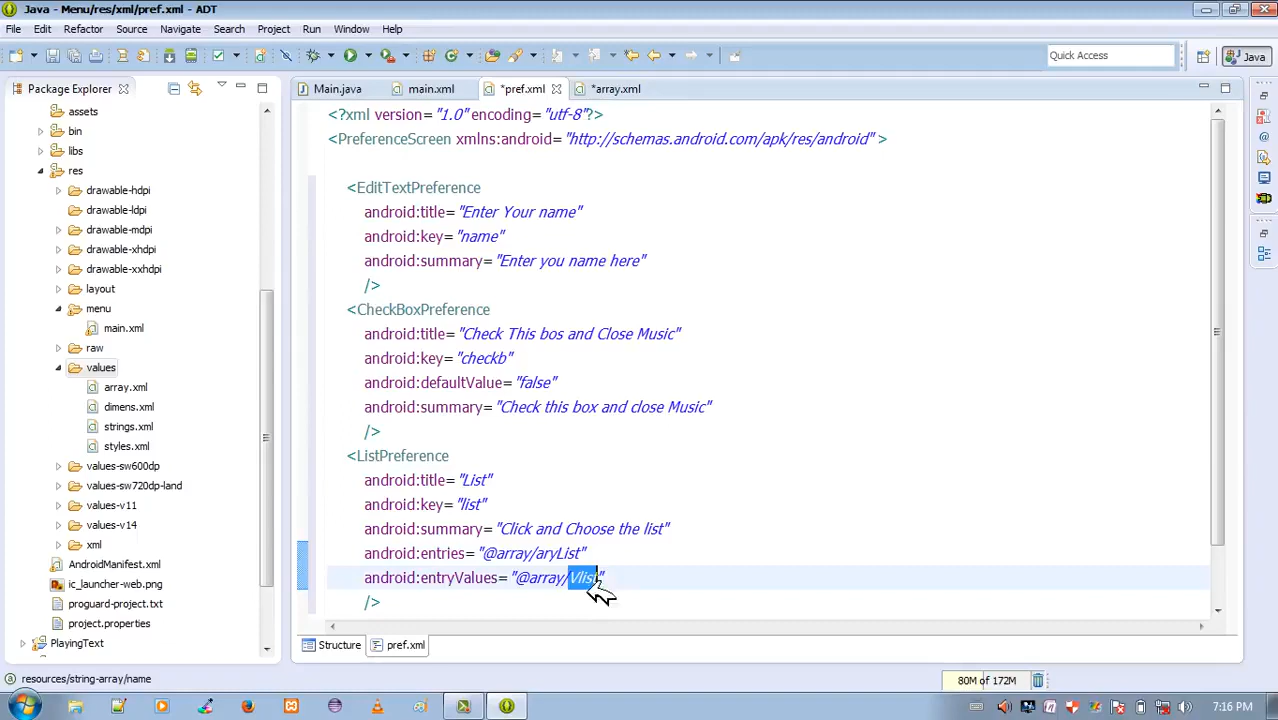 Java - Menu/res/xml/pref.xml - ADT
File Edit Refactor Source Navigate Search Project Run Window Help
Quick Access
Java
Package Explorer
Main.java
main.xml
*pref.xml
*array.xml
assets
bin
libs
res
drawable-hdpi
drawable-ldpi
drawable-mdpi
drawable-xhdpi
drawable-xxhdpi
layout
menu
main.xml
raw
values
array.xml
dimens.xml
strings.xml
styles.xml
values-sw600dp
values-sw720dp-land
values-v11
values-v14
xml
AndroidManifest.xml
ic_launcher-web.png
proguard-project.txt
project.properties
PlayingText
<?xml version="1.0" encoding="utf-8"?>
<PreferenceScreen xmlns:android="http://schemas.android.com/apk/res/android" >
<EditTextPreference
android:title="Enter Your name"
android:key="name"
android:summary="Enter you name here"
/>
<CheckBoxPreference
android:title="Check This bos and Close Music"
android:key="checkb"
android:defaultValue="false"
android:summary="Check this box and close Music"
/>
<ListPreference
android:title="List"
android:key="list"
android:summary="Click and Choose the list"
android:entries="@array/aryList"
android:entryValues="@array/Vlist"
/>
Structure
pref.xml
resources/string-array/name
80M of 172M
7:16 PM